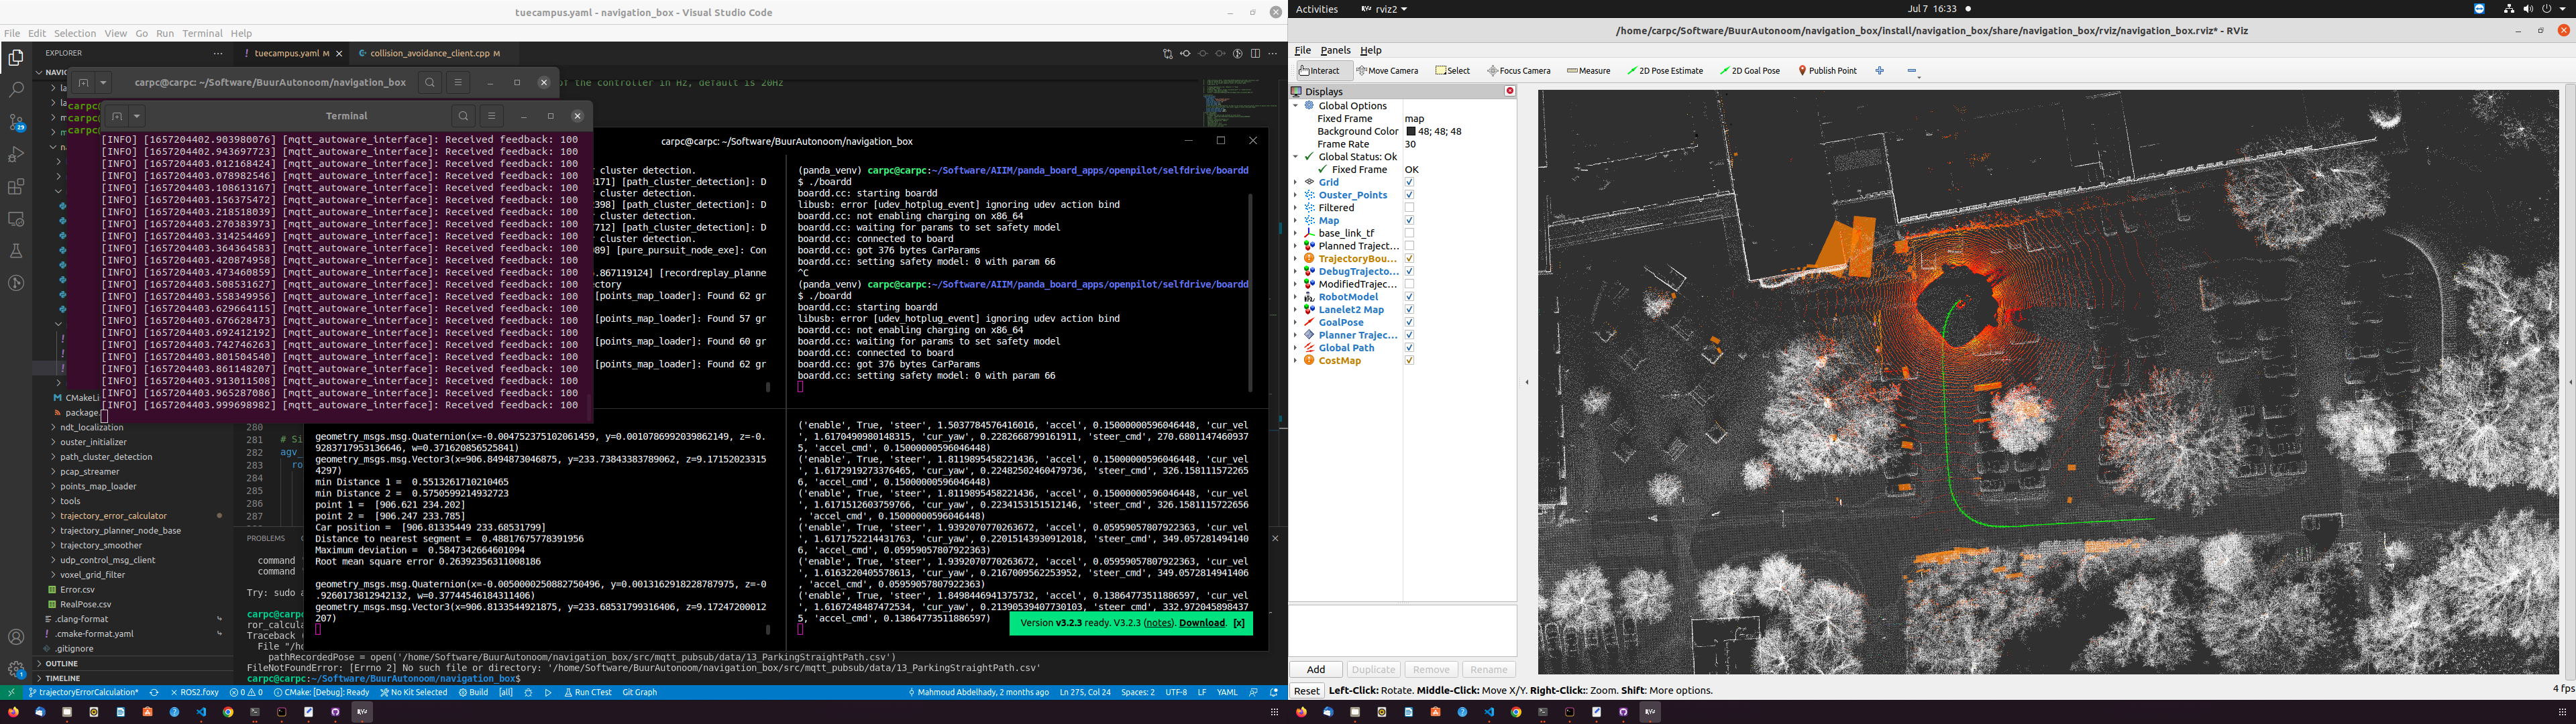 tuecampus.yaml - navigation_box - Visual Studio Code
File Edit Selection View Go Run Terminal Help
EXPLORER
tuecampus.yaml M
collision_avoidance_client.cpp M
carpc@carpc: ~/Software/BuurAutonoom/navigation_box
of the controller in Hz, default is 20Hz
Terminal
[INFO] [1657204402.903980076] [mqtt_autoware_interface]: Received feedback: 100
[INFO] [1657204402.943697723] [mqtt_autoware_interface]: Received feedback: 100
[INFO] [1657204403.012168424] [mqtt_autoware_interface]: Received feedback: 100
[INFO] [1657204403.078982546] [mqtt_autoware_interface]: Received feedback: 100
[INFO] [1657204403.108613167] [mqtt_autoware_interface]: Received feedback: 100
[INFO] [1657204403.156375472] [mqtt_autoware_interface]: Received feedback: 100
[INFO] [1657204403.218518039] [mqtt_autoware_interface]: Received feedback: 100
[INFO] [1657204403.270383973] [mqtt_autoware_interface]: Received feedback: 100
[INFO] [1657204403.314254469] [mqtt_autoware_interface]: Received feedback: 100
[INFO] [1657204403.364364583] [mqtt_autoware_interface]: Received feedback: 100
[INFO] [1657204403.420874958] [mqtt_autoware_interface]: Received feedback: 100
[INFO] [1657204403.473460859] [mqtt_autoware_interface]: Received feedback: 100
[INFO] [1657204403.508531627] [mqtt_autoware_interface]: Received feedback: 100
[INFO] [1657204403.558349956] [mqtt_autoware_interface]: Received feedback: 100
[INFO] [1657204403.629664115] [mqtt_autoware_interface]: Received feedback: 100
[INFO] [1657204403.676628473] [mqtt_autoware_interface]: Received feedback: 100
[INFO] [1657204403.692412192] [mqtt_autoware_interface]: Received feedback: 100
[INFO] [1657204403.742746263] [mqtt_autoware_interface]: Received feedback: 100
[INFO] [1657204403.801504540] [mqtt_autoware_interface]: Received feedback: 100
[INFO] [1657204403.861148207] [mqtt_autoware_interface]: Received feedback: 100
[INFO] [1657204403.913011508] [mqtt_autoware_interface]: Received feedback: 100
[INFO] [1657204403.965287086] [mqtt_autoware_interface]: Received feedback: 100
[INFO] [1657204403.999698982] [mqtt_autoware_interface]: Received feedback: 100
CMakeLi
package.
ndt_localization
ouster_initializer
path_cluster_detection
pcap_streamer
points_map_loader
tools
trajectory_error_calculator
trajectory_planner_node_base
trajectory_smoother
udp_control_msg_client
voxel_grid_filter
Error.csv
RealPose.csv
.clang-format
.cmake-format.yaml
.gitignore
OUTLINE
TIMELINE
280
281 # Si
282 agv_
283 ro
284
285
286
287
PROBLEMS
command
command
Try: sudo a
carpc@carpc
ror_calcula
Traceback (
File "/ho
pathRecordedPose = open('/home/Software/BuurAutonoom/navigation_box/src/mqtt_pubsub/data/13_ParkingStraightPath.csv')
FileNotFoundError: [Errno 2] No such file or directory: '/home/Software/BuurAutonoom/navigation_box/src/mqtt_pubsub/data/13_ParkingStraightPath.csv'
carpc@carpc:~/Software/BuurAutonoom/navigation_box$
carpc@carpc: ~/Software/BuurAutonoom/navigation_box
r cluster detection.
8171] [path_cluster_detection]: D
r cluster detection.
2398] [path_cluster_detection]: D
r cluster detection.
9712] [path_cluster_detection]: D
r cluster detection.
089] [pure_pursuit_node_exe]: Con
.867119124] [recordreplay_planne
jectory
[points_map_loader]: Found 62 gr
[points_map_loader]: Found 57 gr
[points_map_loader]: Found 60 gr
[points_map_loader]: Found 62 gr
(panda_venv) carpc@carpc:~/Software/AIIM/panda_board_apps/openpilot/selfdrive/boardd
$ ./boardd
boardd.cc: starting boardd
libusb: error [udev_hotplug_event] ignoring udev action bind
boardd.cc: not enabling charging on x86_64
boardd.cc: waiting for params to set safety model
boardd.cc: connected to board
boardd.cc: got 376 bytes CarParams
boardd.cc: setting safety model: 0 with param 66
^C
(panda_venv) carpc@carpc:~/Software/AIIM/panda_board_apps/openpilot/selfdrive/boardd
$ ./boardd
boardd.cc: starting boardd
libusb: error [udev_hotplug_event] ignoring udev action bind
boardd.cc: not enabling charging on x86_64
boardd.cc: waiting for params to set safety model
boardd.cc: connected to board
boardd.cc: got 376 bytes CarParams
boardd.cc: setting safety model: 0 with param 66
geometry_msgs.msg.Quaternion(x=-0.004752375102061459, y=0.0010786992039862149, z=-0.
9283717953136646, w=0.371620856525841)
geometry_msgs.msg.Vector3(x=906.8494873046875, y=233.73843383789062, z=9.17152023315
4297)
min Distance 1 = 0.5513261710210465
min Distance 2 = 0.5750599214932723
point 1 = [906.621 234.202]
point 2 = [906.247 233.785]
Car position = [906.81335449 233.68531799]
Distance to nearest segment = 0.48817675778391956
Maximum deviation = 0.5847342664601094
Root mean square error 0.26392356311008186
geometry_msgs.msg.Quaternion(x=-0.0050000250882750496, y=0.0013162918228787975, z=-0
.9260173812942132, w=0.37744546184311406)
geometry_msgs.msg.Vector3(x=906.8133544921875, y=233.68531799316406, z=9.17247200012
207)
('enable', True, 'steer', 1.5037784576416016, 'accel', 0.15000000596046448, 'cur_vel
', 1.6170490980148315, 'cur_yaw', 0.2282668799161911, 'steer_cmd', 270.6801147460937
5, 'accel_cmd', 0.15000000596046448)
('enable', True, 'steer', 1.8119895458221436, 'accel', 0.15000000596046448, 'cur_vel
', 1.6172919273376465, 'cur_yaw', 0.22482502460479736, 'steer_cmd', 326.158111572265
6, 'accel_cmd', 0.15000000596046448)
('enable', True, 'steer', 1.8119895458221436, 'accel', 0.15000000596046448, 'cur_vel
', 1.6171512603759766, 'cur_yaw', 0.2234153151512146, 'steer_cmd', 326.1581115722656
, 'accel_cmd', 0.15000000596046448)
('enable', True, 'steer', 1.9392070770263672, 'accel', 0.05959057807922363, 'cur_vel
', 1.6171752214431763, 'cur_yaw', 0.22015143930912018, 'steer_cmd', 349.057281494140
6, 'accel_cmd', 0.05959057807922363)
('enable', True, 'steer', 1.9392070770263672, 'accel', 0.05959057807922363, 'cur_vel
', 1.6163220405578613, 'cur_yaw', 0.2167009562253952, 'steer_cmd', 349.0572814941406
, 'accel_cmd', 0.05959057807922363)
('enable', True, 'steer', 1.8498446941375732, 'accel', 0.13864773511886597, 'cur_vel
', 1.6167248487472534, 'cur_yaw', 0.21390539407730103, 'steer_cmd', 332.972045898437
5, 'accel_cmd', 0.13864773511886597)
Version v3.2.3 ready. V3.2.3 (notes). Download. [x]
trajectoryErrorCalculation* ROS2.foxy 0 0 CMake: [Debug]: Ready No Kit Selected Build [all] Run CTest Git Graph
Mahmoud Abdelhady, 2 months ago Ln 275, Col 24 Spaces: 2 UTF-8 LF YAML
Activities rviz2 Jul 7 16:33
/home/carpc/Software/BuurAutonoom/navigation_box/install/navigation_box/share/navigation_box/rviz/navigation_box.rviz* - RViz
File Panels Help
Interact Move Camera Select Focus Camera Measure 2D Pose Estimate 2D Goal Pose Publish Point
Displays
Global Options
Fixed Frame map
Background Color 48; 48; 48
Frame Rate 30
Global Status: Ok
Fixed Frame OK
Grid
Ouster_Points
Filtered
Map
base_link_tf
Planned Traject...
TrajectoryBou...
DebugTrajecto...
ModifiedTrajec...
RobotModel
Lanelet2 Map
GoalPose
Planner Trajec...
Global Path
CostMap
Add Duplicate Remove Rename
Reset Left-Click: Rotate. Middle-Click: Move X/Y. Right-Click:: Zoom. Shift: More options.
4 fps